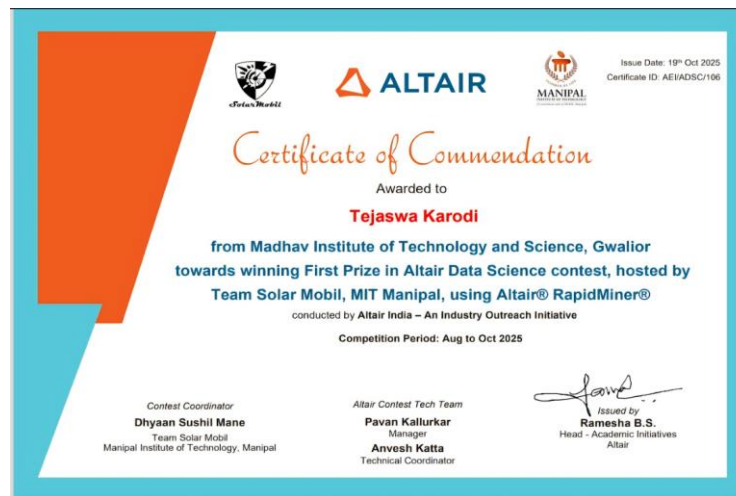 Issue Date: 19th Oct 2025
Certificate ID: AEI/ADSC/106
SolarMobil
ALTAIR
MANIPAL
Certificate of Commendation
Awarded to
Tejaswa Karodi
from Madhav Institute of Technology and Science, Gwalior
towards winning First Prize in Altair Data Science contest, hosted by
Team Solar Mobil, MIT Manipal, using Altair® RapidMiner®
conducted by Altair India – An Industry Outreach Initiative
Competition Period: Aug to Oct 2025
Contest Coordinator
Dhyaan Sushil Mane
Team Solar Mobil
Manipal Institute of Technology, Manipal
Altair Contest Tech Team
Pavan Kallurkar
Manager
Anvesh Katta
Technical Coordinator
Issued by
Ramesha B.S.
Head - Academic Initiatives
Altair